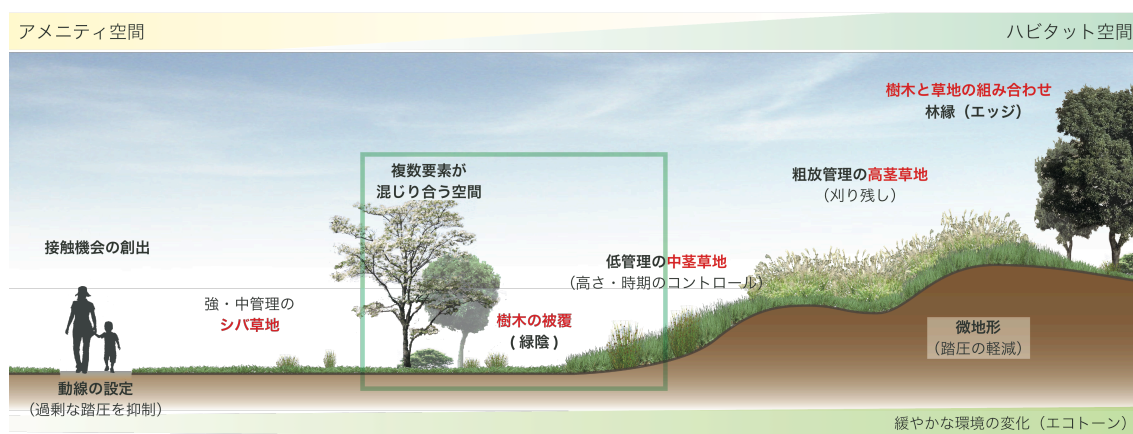 アメニティ空間
ハビタット空間
樹木と草地の組み合わせ
林縁（エッジ）
複数要素が
混じり合う空間
粗放管理の高茎草地
（刈り残し）
接触機会の創出
低管理の中茎草地
（高さ・時期のコントロール）
強・中管理の
シバ草地
樹木の被覆
( 緑陰 )
微地形
（踏圧の軽減）
動線の設定
（過剰な踏圧を抑制）
緩やかな環境の変化（エコトーン）